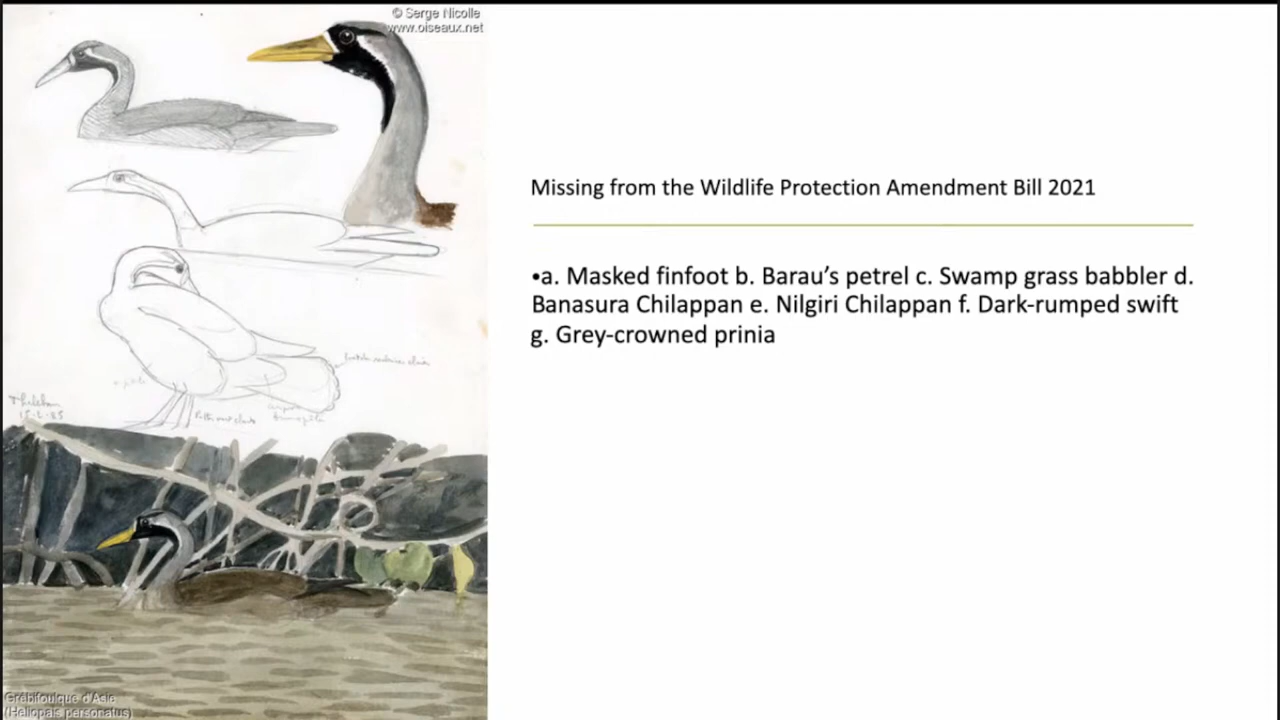 © Serge Nicolle
www.oiseaux.net
Missing from the Wildlife Protection Amendment Bill 2021
•a. Masked finfoot b. Barau's petrel c. Swamp grass babbler d.
Banasura Chilappan e. Nilgiri Chilappan f. Dark-rumped swift
g. Grey-crowned prinia
Grébifoulque d'Asie
(Heliopais personatus)